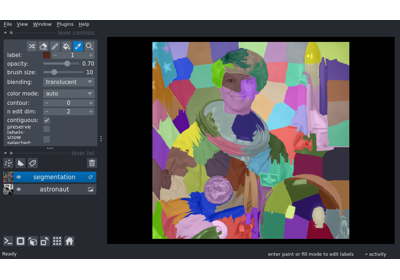 File View Window Plugins Help
layer controls
label: 1
opacity: 0.70
brush size: 10
blending: translucent
color mode: auto
contour: 0
n edit dim: 2
contiguous:
preserve
labels:
show
selected:
layer list
segmentation
astronaut
Ready
enter paint or fill mode to edit labels
activity